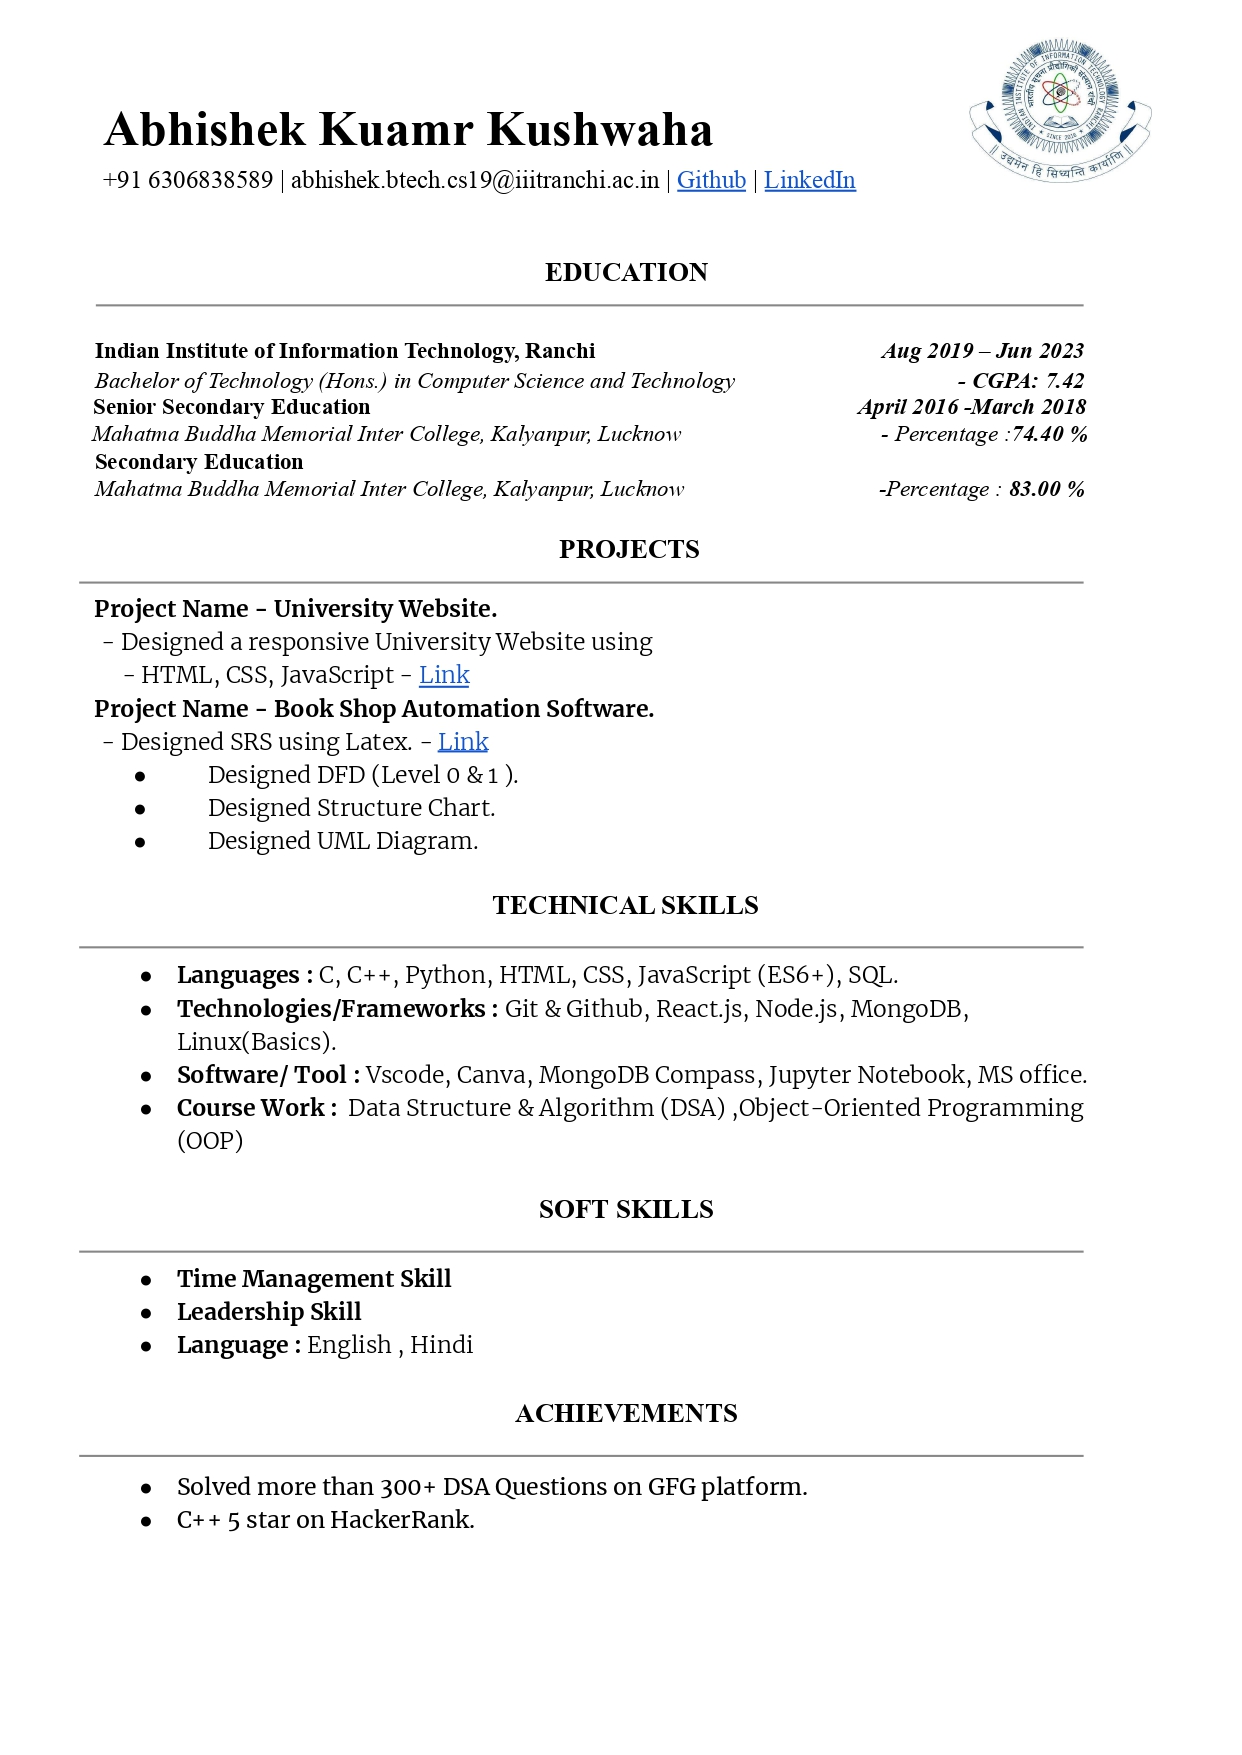 INDIAN INSTITUTE OF INFORMATION TECHNOLOGY RANCHI
भारतीय सूचना प्रौद्योगिकी संस्थान रांची
★ SINCE 2016 ★
|| उद्यमेन हि सिध्यन्ति कार्याणि ||
Abhishek Kuamr Kushwaha
+91 6306838589 | abhishek.btech.cs19@iiitranchi.ac.in | Github | LinkedIn
EDUCATION
Indian Institute of Information Technology, Ranchi Aug 2019 – Jun 2023
Bachelor of Technology (Hons.) in Computer Science and Technology - CGPA: 7.42
Senior Secondary Education April 2016 -March 2018
Mahatma Buddha Memorial Inter College, Kalyanpur, Lucknow - Percentage :74.40 %
Secondary Education
Mahatma Buddha Memorial Inter College, Kalyanpur, Lucknow -Percentage : 83.00 %
PROJECTS
Project Name - University Website.
- Designed a responsive University Website using
- HTML, CSS, JavaScript - Link
Project Name - Book Shop Automation Software.
- Designed SRS using Latex. - Link
● Designed DFD (Level 0 & 1 ).
● Designed Structure Chart.
● Designed UML Diagram.
TECHNICAL SKILLS
● Languages : C, C++, Python, HTML, CSS, JavaScript (ES6+), SQL.
● Technologies/Frameworks : Git & Github, React.js, Node.js, MongoDB,
Linux(Basics).
● Software/ Tool : Vscode, Canva, MongoDB Compass, Jupyter Notebook, MS office.
● Course Work : Data Structure & Algorithm (DSA) ,Object-Oriented Programming
(OOP)
SOFT SKILLS
● Time Management Skill
● Leadership Skill
● Language : English , Hindi
ACHIEVEMENTS
● Solved more than 300+ DSA Questions on GFG platform.
● C++ 5 star on HackerRank.